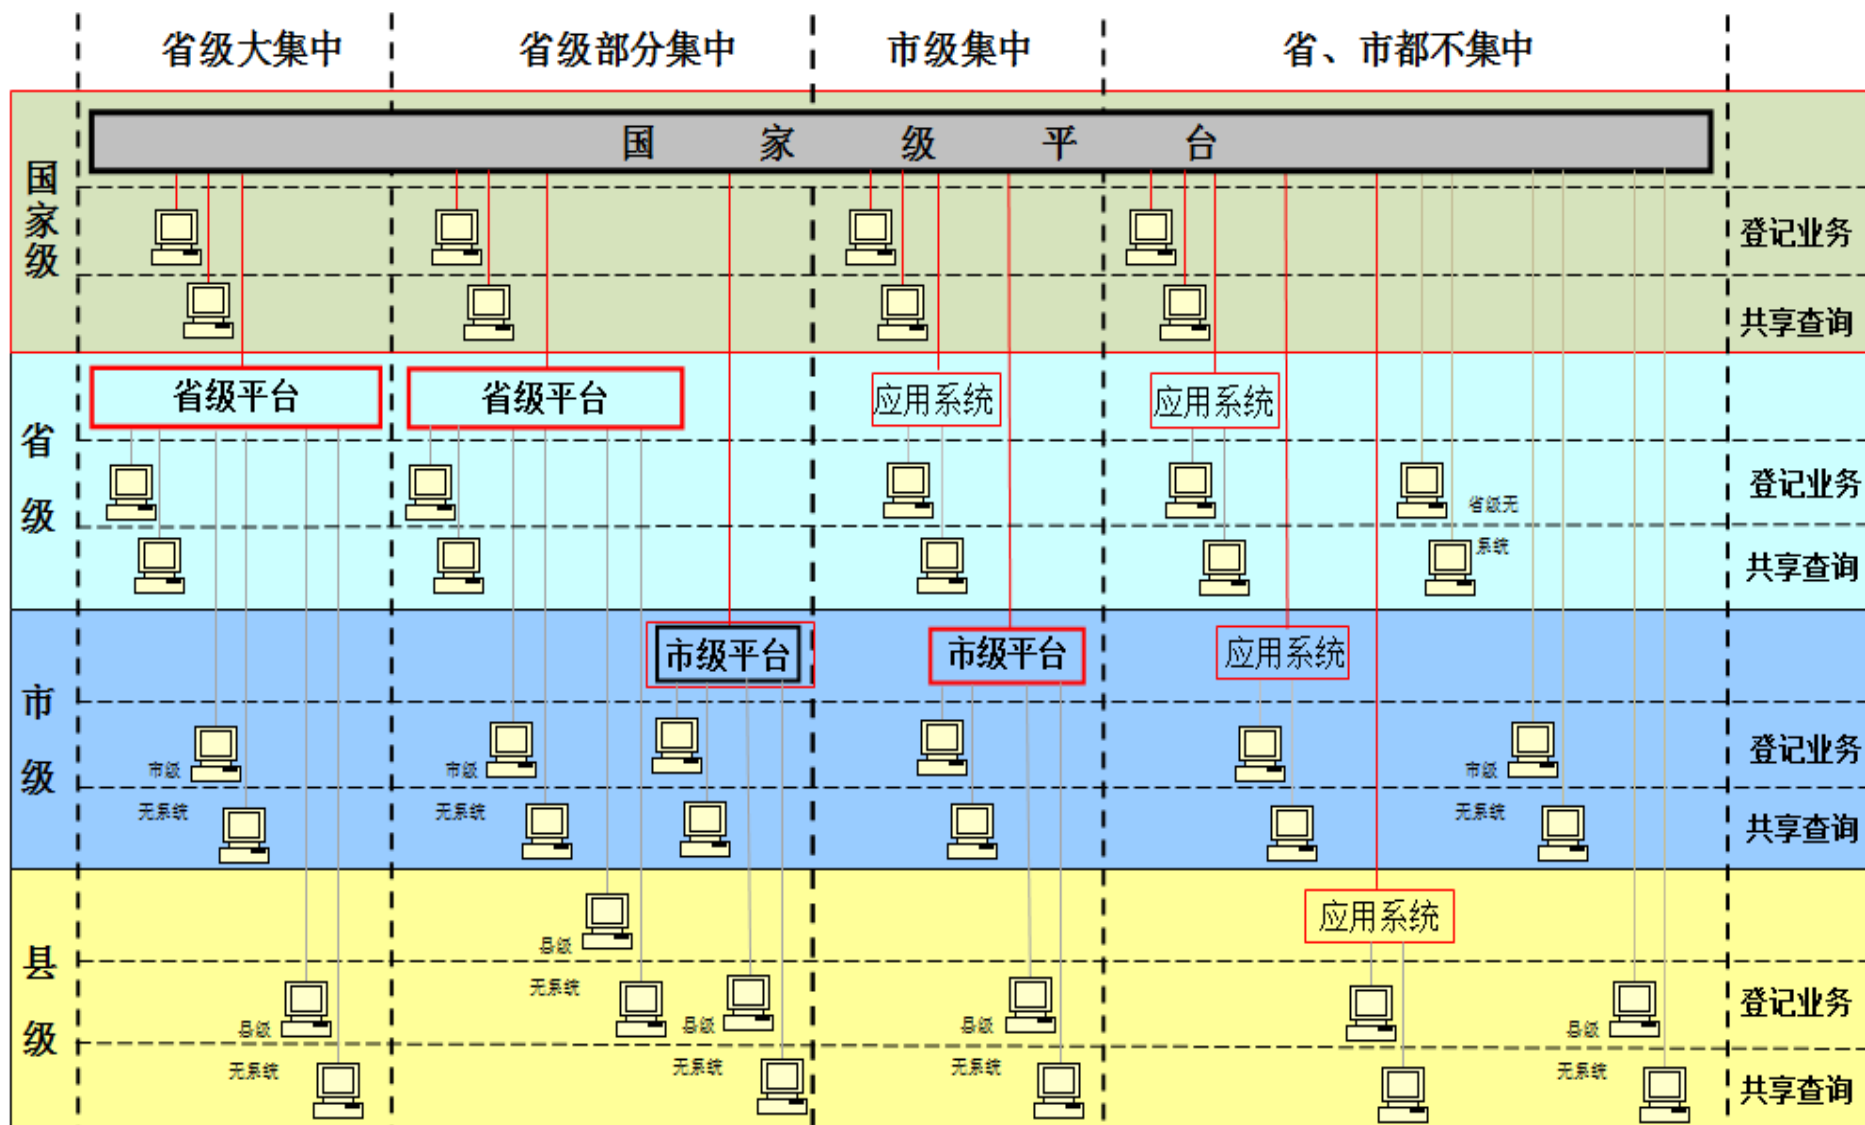 省级大集中
省级部分集中
市级集中
省、市都不集中
国家级平台
国家级
登记业务
共享查询
省级平台
省级平台
应用系统
应用系统
省级
登记业务
省级无
系统
共享查询
市级平台
市级平台
应用系统
市级
登记业务
市级
无系统
市级
无系统
市级
无系统
共享查询
应用系统
县级
县级
无系统
登记业务
县级
无系统
县级
无系统
县级
无系统
县级
无系统
共享查询